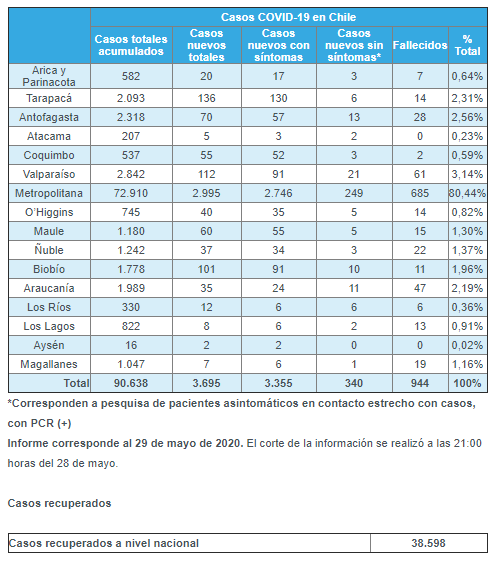 Casos COVID-19 en Chile
Casos totales acumulados | Casos nuevos totales | Casos nuevos con síntomas | Casos nuevos sin síntomas* | Fallecidos | % Total
Arica y Parinacota | 582 | 20 | 17 | 3 | 7 | 0,64%
Tarapacá | 2.093 | 136 | 130 | 6 | 14 | 2,31%
Antofagasta | 2.318 | 70 | 57 | 13 | 28 | 2,56%
Atacama | 207 | 5 | 3 | 2 | 0 | 0,23%
Coquimbo | 537 | 55 | 52 | 3 | 2 | 0,59%
Valparaíso | 2.842 | 112 | 91 | 21 | 61 | 3,14%
Metropolitana | 72.910 | 2.995 | 2.746 | 249 | 685 | 80,44%
O’Higgins | 745 | 40 | 35 | 5 | 14 | 0,82%
Maule | 1.180 | 60 | 55 | 5 | 15 | 1,30%
Ñuble | 1.242 | 37 | 34 | 3 | 22 | 1,37%
Biobío | 1.778 | 101 | 91 | 10 | 11 | 1,96%
Araucanía | 1.989 | 35 | 24 | 11 | 47 | 2,19%
Los Ríos | 330 | 12 | 6 | 6 | 6 | 0,36%
Los Lagos | 822 | 8 | 6 | 2 | 13 | 0,91%
Aysén | 16 | 2 | 2 | 0 | 0 | 0,02%
Magallanes | 1.047 | 7 | 6 | 1 | 19 | 1,16%
Total | 90.638 | 3.695 | 3.355 | 340 | 944 | 100%
*Corresponden a pesquisa de pacientes asintomáticos en contacto estrecho con casos,
con PCR (+)
Informe corresponde al 29 de mayo de 2020. El corte de la información se realizó a las 21:00
horas del 28 de mayo.
Casos recuperados
Casos recuperados a nivel nacional | 38.598